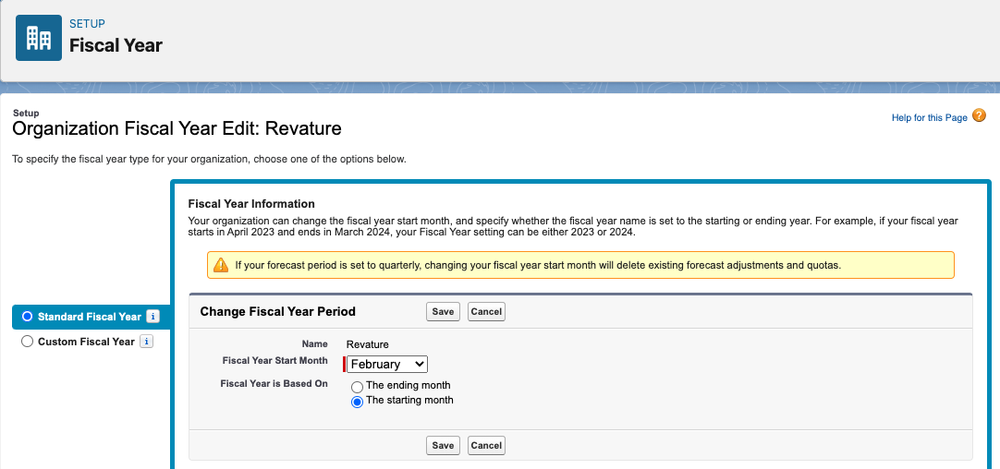 SETUP
Fiscal Year
Setup
Organization Fiscal Year Edit: Revature
Help for this Page ?
To specify the fiscal year type for your organization, choose one of the options below.
Standard Fiscal Year i
Custom Fiscal Year i
Fiscal Year Information
Your organization can change the fiscal year start month, and specify whether the fiscal year name is set to the starting or ending year. For example, if your fiscal year
starts in April 2023 and ends in March 2024, your Fiscal Year setting can be either 2023 or 2024.
If your forecast period is set to quarterly, changing your fiscal year start month will delete existing forecast adjustments and quotas.
Change Fiscal Year Period Save Cancel
Name Revature
Fiscal Year Start Month February
Fiscal Year is Based On The ending month
The starting month
Save Cancel